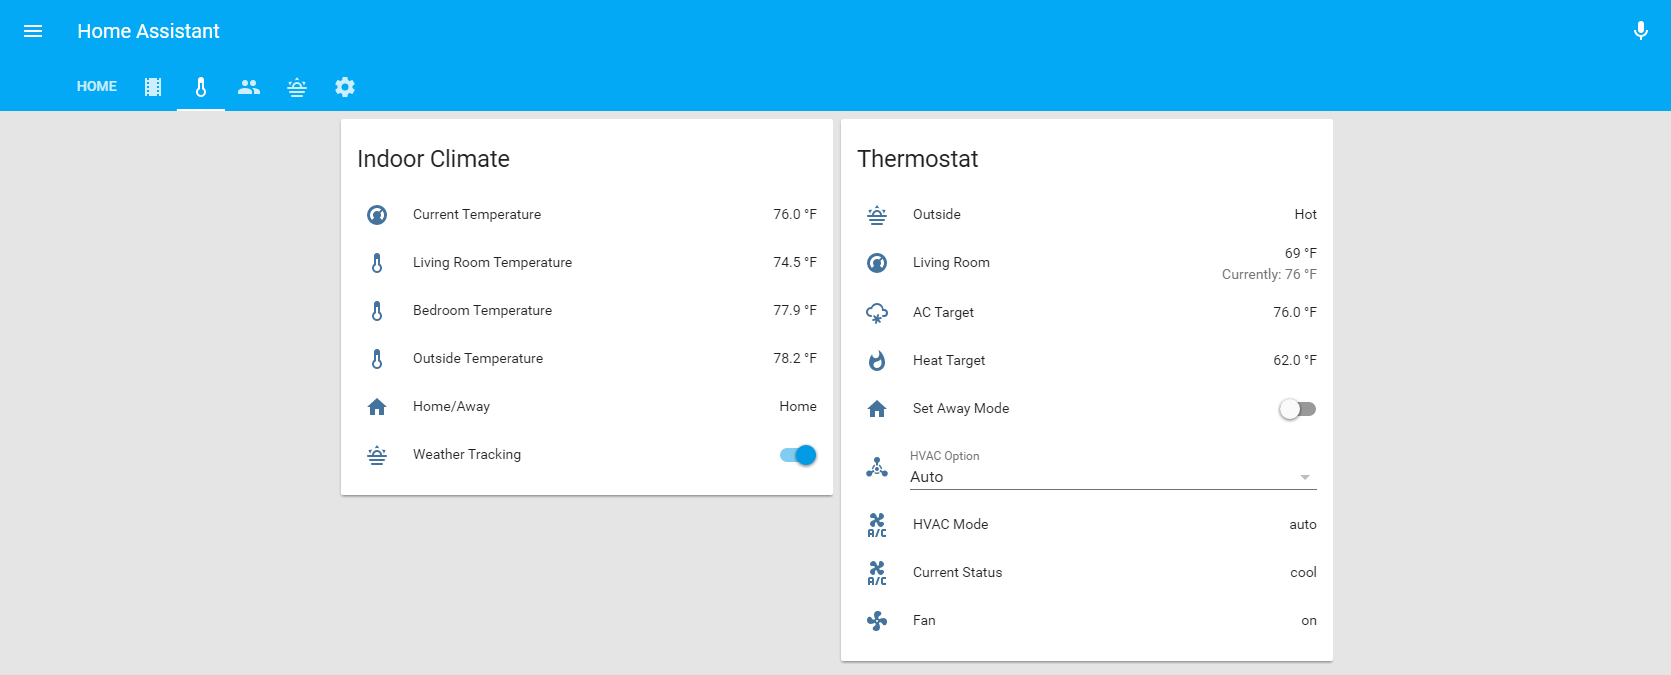 Home Assistant
HOME
Indoor Climate
Current Temperature 76.0 °F
Living Room Temperature 74.5 °F
Bedroom Temperature 77.9 °F
Outside Temperature 78.2 °F
Home/Away Home
Weather Tracking
Thermostat
Outside Hot
Living Room 69 °F
Currently: 76 °F
AC Target 76.0 °F
Heat Target 62.0 °F
Set Away Mode
HVAC Option
Auto
A/C HVAC Mode auto
A/C Current Status cool
Fan on